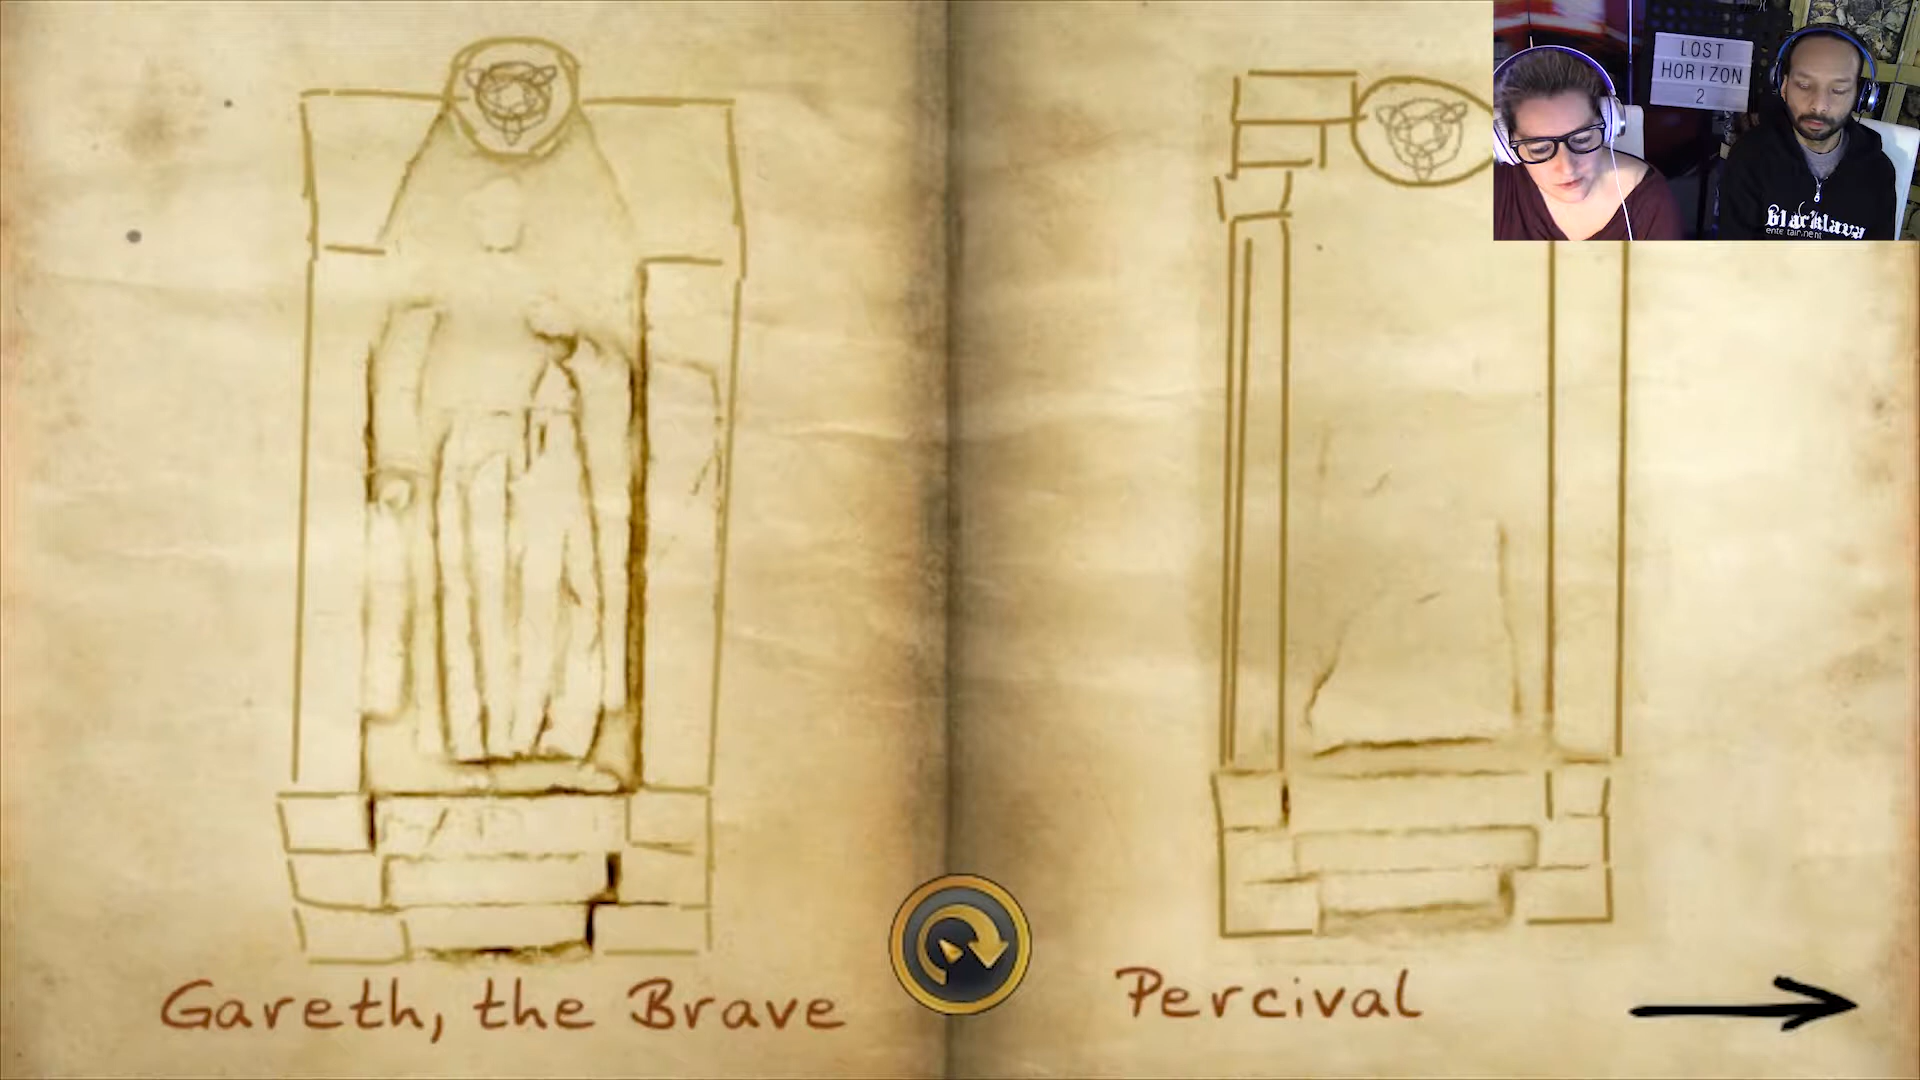 LOST
HORIZON
2
blacklava
entertainment
Gareth, the Brave
Percival